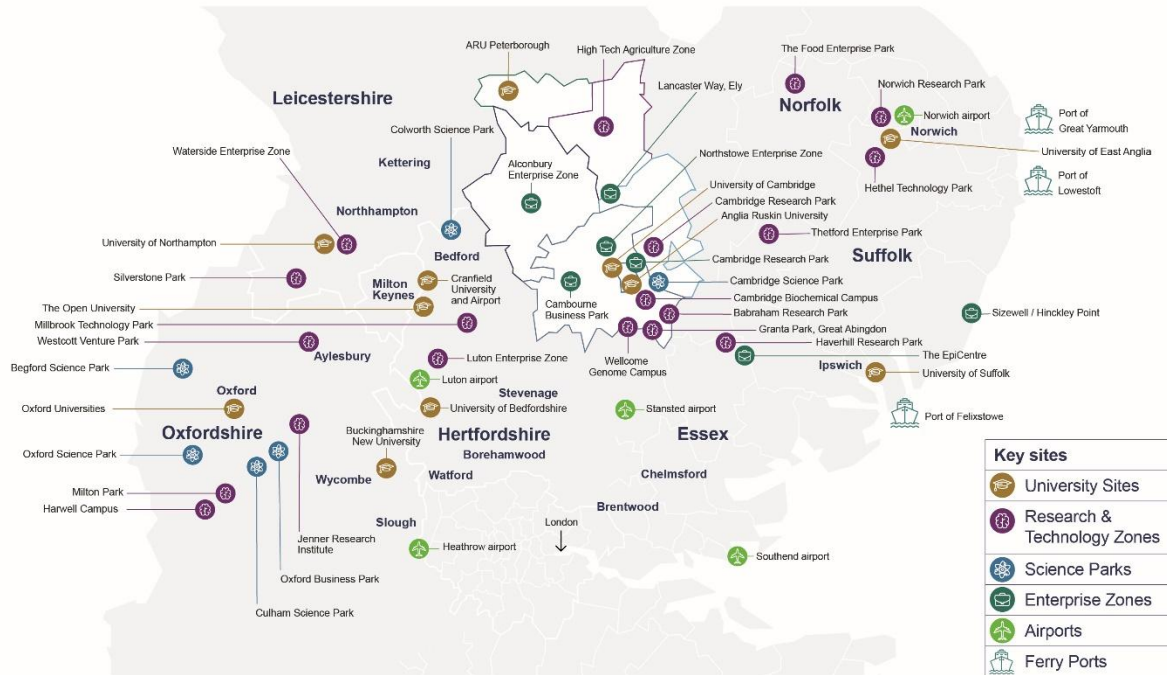 ARU Peterborough
High Tech Agriculture Zone
The Food Enterprise Park
Lancaster Way, Ely
Norwich Research Park
Leicestershire
Norfolk
Colworth Science Park
Norwich airport
Port of
Great Yarmouth
Norwich
Waterside Enterprise Zone
Kettering
Alconbury
Enterprise Zone
Northstowe Enterprise Zone
University of East Anglia
University of Cambridge
Port of
Lowestoft
Hethel Technology Park
Cambridge Research Park
Northhampton
Anglia Ruskin University
Thetford Enterprise Park
University of Northampton
Bedford
Cambridge Research Park
Suffolk
Silverstone Park
Milton
Keynes
Cranfield
University
and Airport
Cambridge Science Park
Cambourne
Business Park
Cambridge Biochemical Campus
The Open University
Babraham Research Park
Sizewell / Hinckley Point
Millbrook Technology Park
Granta Park, Great Abingdon
Westcott Venture Park
Haverhill Research Park
Aylesbury
Luton Enterprise Zone
Wellcome
Genome Campus
The EpiCentre
Begford Science Park
Ipswich
University of Suffolk
Luton airport
Stevenage
Oxford
Oxford Universities
University of Bedfordshire
Stansted airport
Port of Felixstowe
Oxfordshire
Buckinghamshire
New University
Hertfordshire
Essex
Oxford Science Park
Borehamwood
Wycombe
Watford
Chelmsford
Milton Park
Harwell Campus
Brentwood
Slough
London
Jenner Research
Institute
Heathrow airport
Southend airport
Oxford Business Park
Culham Science Park
Key sites
University Sites
Research &
Technology Zones
Science Parks
Enterprise Zones
Airports
Ferry Ports